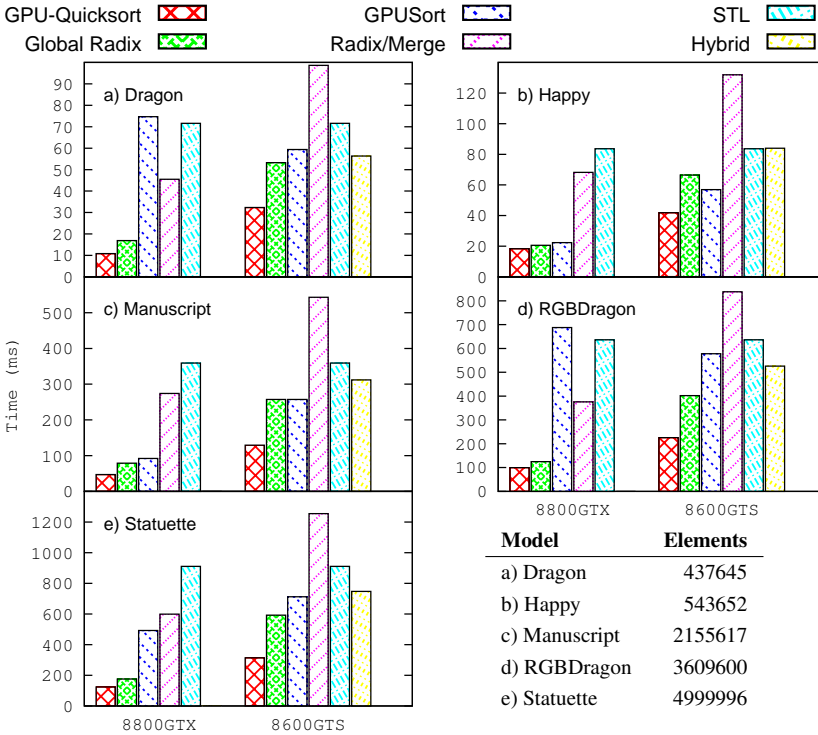 GPU-Quicksort GPUSort STL
Global Radix Radix/Merge Hybrid
a) Dragon
90
80
70
60
50
40
30
20
10
0
b) Happy
120
100
80
60
40
20
0
Time (ms)
c) Manuscript
500
400
300
200
100
0
d) RGBDragon
800
700
600
500
400
300
200
100
0
8800GTX 8600GTS
e) Statuette
1200
1000
800
600
400
200
0
8800GTX 8600GTS
Model Elements
a) Dragon 437645
b) Happy 543652
c) Manuscript 2155617
d) RGBDragon 3609600
e) Statuette 4999996